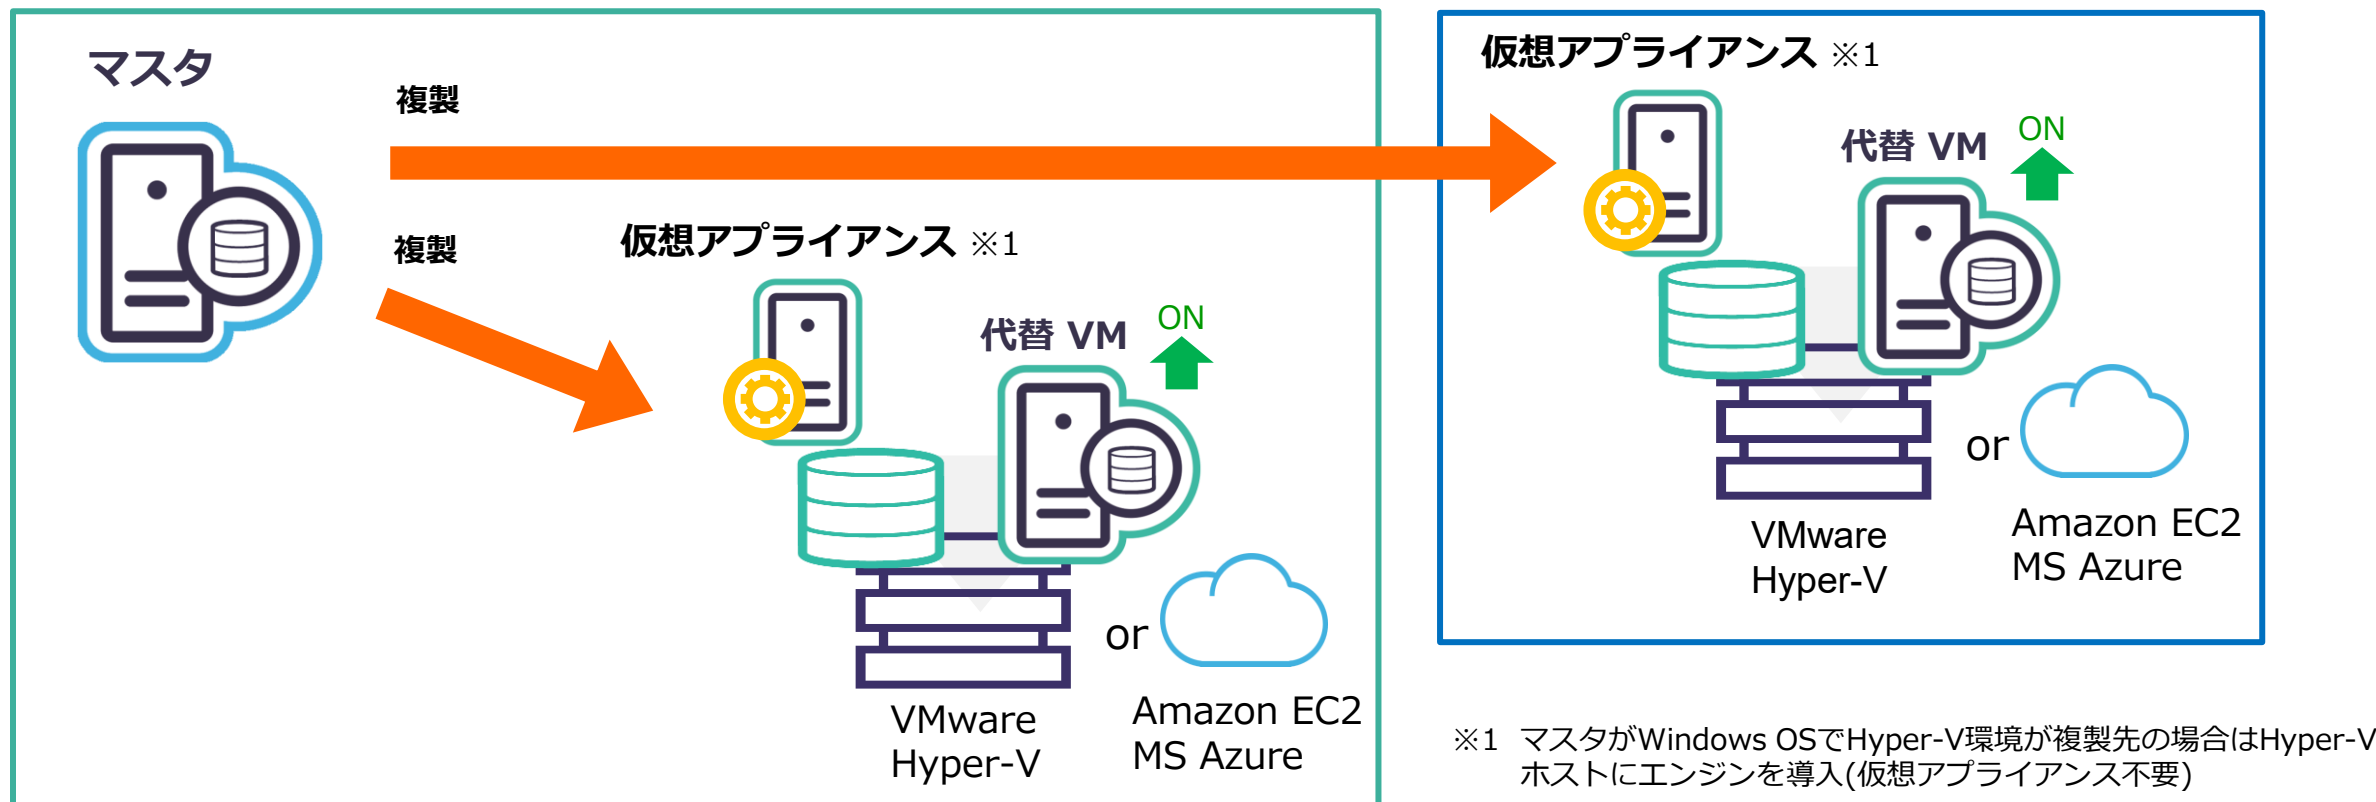 マスタ
複製
複製
仮想アプライアンス ※1
代替 VM
ON
or
VMware
Hyper-V
Amazon EC2
MS Azure
仮想アプライアンス ※1
代替 VM
ON
or
VMware
Hyper-V
Amazon EC2
MS Azure
※1 マスタがWindows OSでHyper-V環境が複製先の場合はHyper-V
ホストにエンジンを導入(仮想アプライアンス不要)